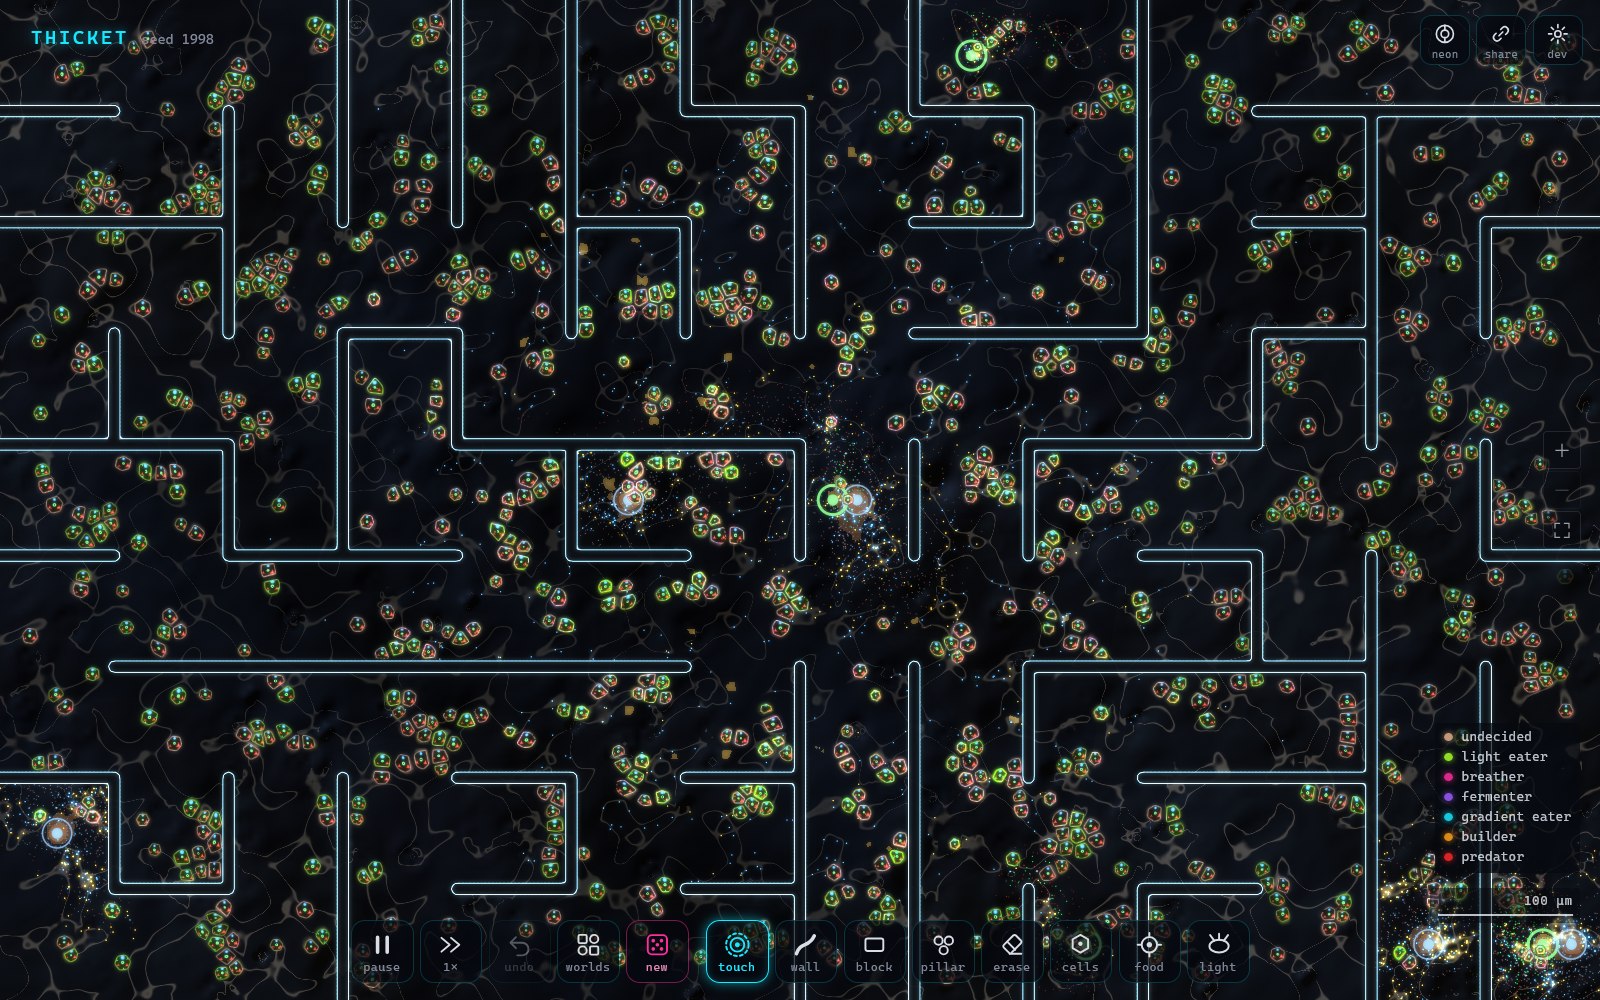 THICKET seed 1998
neon share dev
+
undecided
light eater
breather
fermenter
gradient eater
builder
predator
100 μm
pause 1× undo worlds new touch wall block pillar erase cells food light